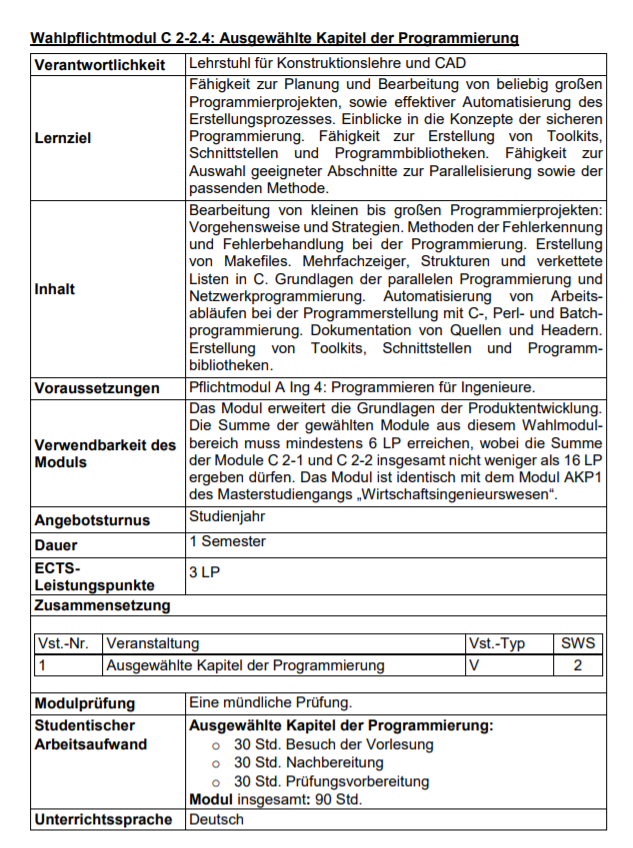 Wahlpflichtmodul C 2-2.4: Ausgewählte Kapitel der Programmierung
Verantwortlichkeit Lehrstuhl für Konstruktionslehre und CAD
Lernziel
Fähigkeit zur Planung und Bearbeitung von beliebig großen
Programmierprojekten, sowie effektiver Automatisierung des
Erstellungsprozesses. Einblicke in die Konzepte der sicheren
Programmierung. Fähigkeit zur Erstellung von Toolkits,
Schnittstellen und Programmbibliotheken. Fähigkeit zur
Auswahl geeigneter Abschnitte zur Parallelisierung sowie der
passenden Methode.
Inhalt
Bearbeitung von kleinen bis großen Programmierprojekten:
Vorgehensweise und Strategien. Methoden der Fehlerkennung
und Fehlerbehandlung bei der Programmierung. Erstellung
von Makefiles. Mehrfachzeiger, Strukturen und verkettete
Listen in C. Grundlagen der parallelen Programmierung und
Netzwerkprogrammierung. Automatisierung von Arbeits-
abläufen bei der Programmerstellung mit C-, Perl- und Batch-
programmierung. Dokumentation von Quellen und Headern.
Erstellung von Toolkits, Schnittstellen und Programm-
bibliotheken.
Voraussetzungen Pflichtmodul A Ing 4: Programmieren für Ingenieure.
Verwendbarkeit des
Moduls
Das Modul erweitert die Grundlagen der Produktentwicklung.
Die Summe der gewählten Module aus diesem Wahlmodul-
bereich muss mindestens 6 LP erreichen, wobei die Summe
der Module C 2-1 und C 2-2 insgesamt nicht weniger als 16 LP
ergeben dürfen. Das Modul ist identisch mit dem Modul AKP1
des Masterstudiengangs „Wirtschaftsingenieurswesen“.
Angebotsturnus Studienjahr
Dauer 1 Semester
ECTS-
Leistungspunkte
3 LP
Zusammensetzung
Vst.-Nr. Veranstaltung Vst.-Typ SWS
1 Ausgewählte Kapitel der Programmierung V 2
Modulprüfung Eine mündliche Prüfung.
Studentischer
Arbeitsaufwand
Ausgewählte Kapitel der Programmierung:
o 30 Std. Besuch der Vorlesung
o 30 Std. Nachbereitung
o 30 Std. Prüfungsvorbereitung
Modul insgesamt: 90 Std.
Unterrichtssprache Deutsch